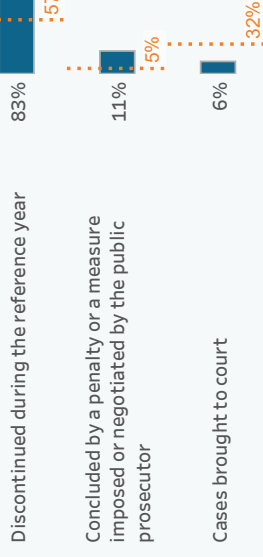 Discontinued during the reference year
83%
Concluded by a penalty or a measure
imposed or negotiated by the public
prosecutor
11%
5%
Cases brought to court
6%
32%